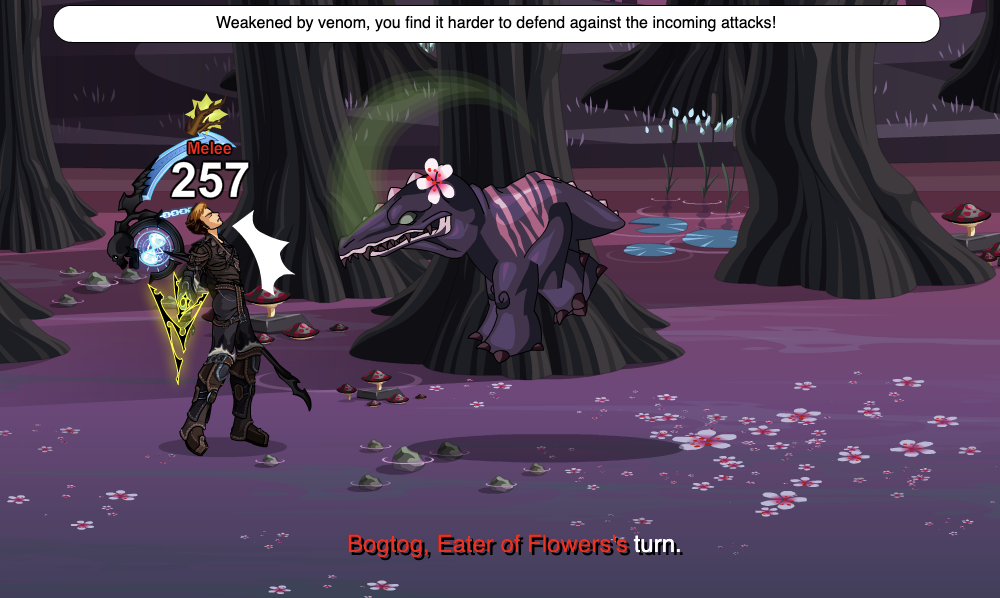 Weakened by venom, you find it harder to defend against the incoming attacks!
Melee
257
Bogtog, Eater of Flowers's turn.